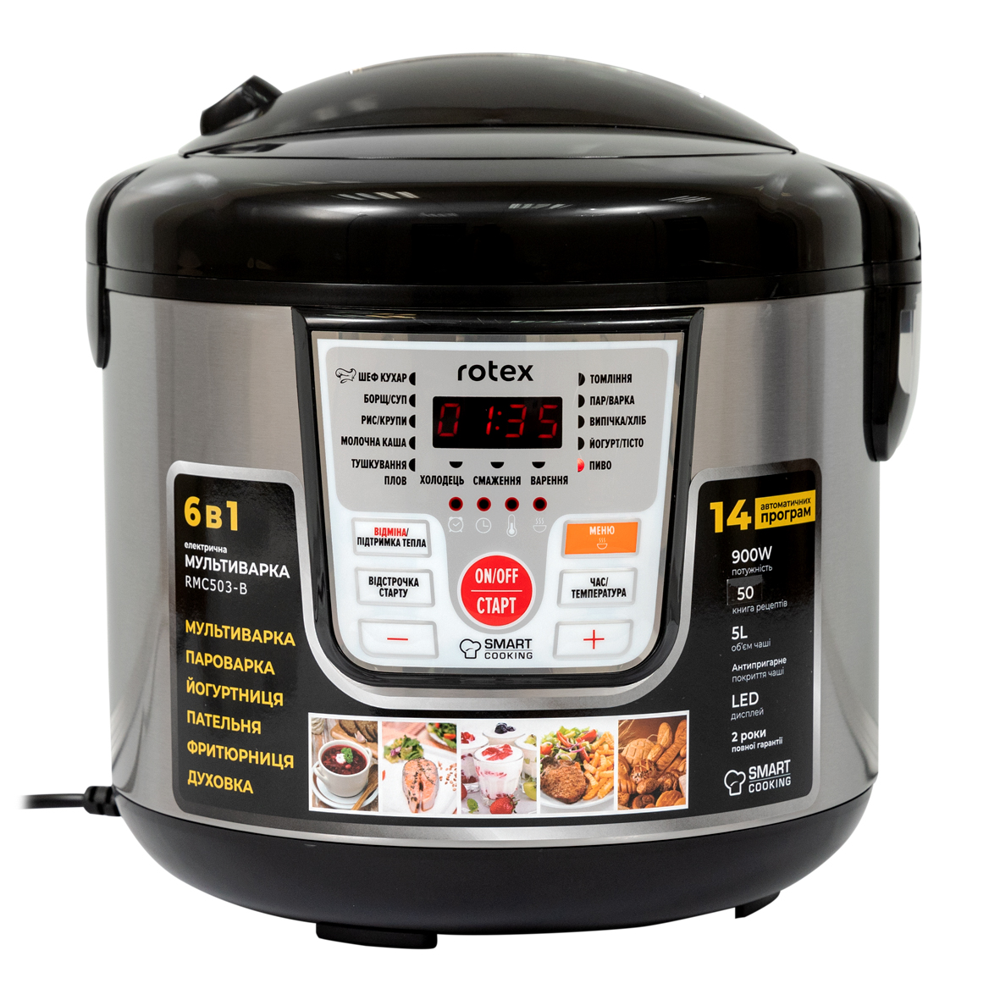 rotex
ШЕФ КУХАР
БОРЩ/СУП
РИС/КРУПИ
МОЛОЧНА КАША
ТУШКУВАННЯ
ПЛОВ
01:35
ХОЛОДЕЦЬ СМАЖЕННЯ ВАРЕННЯ
ТОМЛІННЯ
ПАР/ВАРКА
ВИПІЧКА/ХЛІБ
ЙОГУРТ/ТІСТО
ПИВО
ВІДМІНА/
ПІДТРИМКА ТЕПЛА
МЕНЮ
ВІДСТРОЧКА
СТАРТУ
ON/OFF
СТАРТ
ЧАС/
ТЕМПЕРАТУРА
−
+
SMART
COOKING
6 в 1
електрична
МУЛЬТИВАРКА
RMC503-B
МУЛЬТИВАРКА
ПАРОВАРКА
ЙОГУРТНИЦЯ
ПАТЕЛЬНЯ
ФРИТЮРНИЦЯ
ДУХОВКА
14 автоматичних
програм
900W
потужність
50
книга рецептів
5L
об'єм чаші
Антипригарне
покриття чаші
LED
дисплей
2 роки
повної гарантії
SMART
COOKING